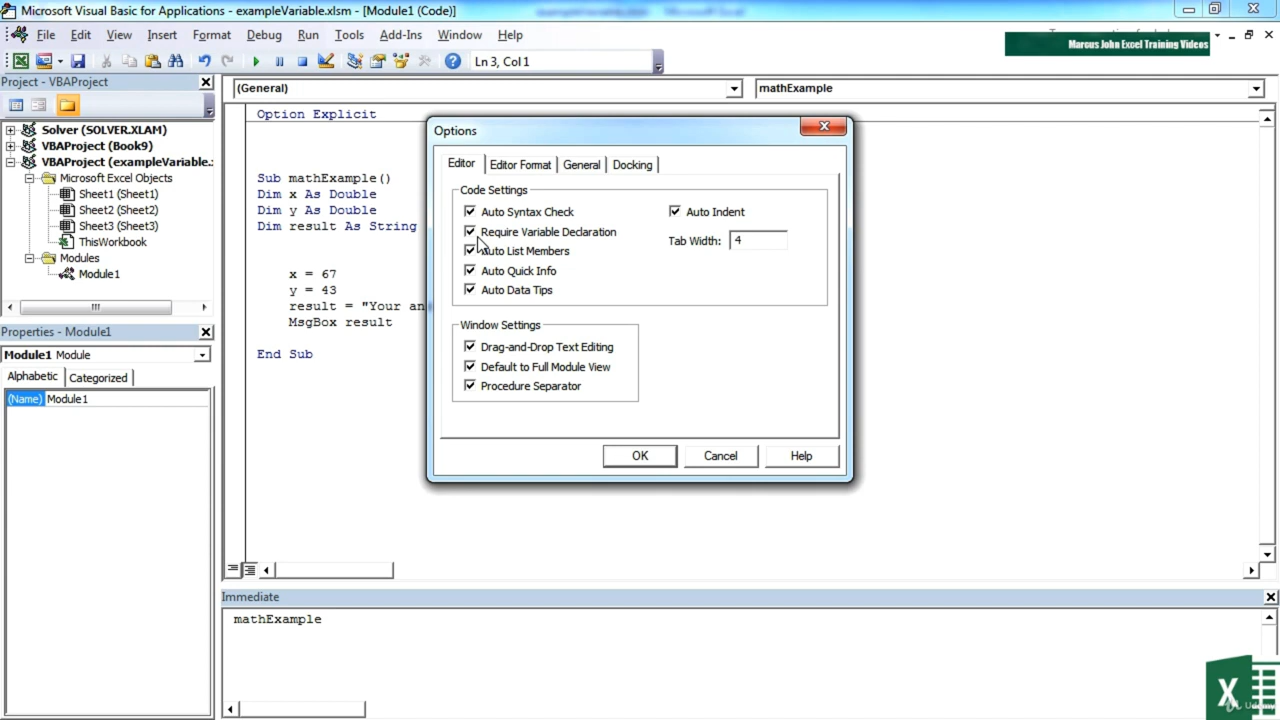 Microsoft Visual Basic for Applications - exampleVariable.xlsm - [Module1 (Code)]
File Edit View Insert Format Debug Run Tools Add-Ins Window Help
Marcus John Excel Training Videos
Ln 3, Col 1
Project - VBAProject
(General)
mathExample
Solver (SOLVER.XLAM)
VBAProject (Book9)
VBAProject (exampleVariable.
Microsoft Excel Objects
Sheet1 (Sheet1)
Sheet2 (Sheet2)
Sheet3 (Sheet3)
ThisWorkbook
Modules
Module1
Properties - Module1
Module1 Module
Alphabetic Categorized
(Name) Module1
Option Explicit
Sub mathExample()
Dim x As Double
Dim y As Double
Dim result As String
x = 67
y = 43
result = "Your an
MsgBox result
End Sub
Options
Editor Editor Format General Docking
Code Settings
Auto Syntax Check
Auto Indent
Require Variable Declaration
Tab Width: 4
Auto List Members
Auto Quick Info
Auto Data Tips
Window Settings
Drag-and-Drop Text Editing
Default to Full Module View
Procedure Separator
OK Cancel Help
Immediate
mathExample
Udemy